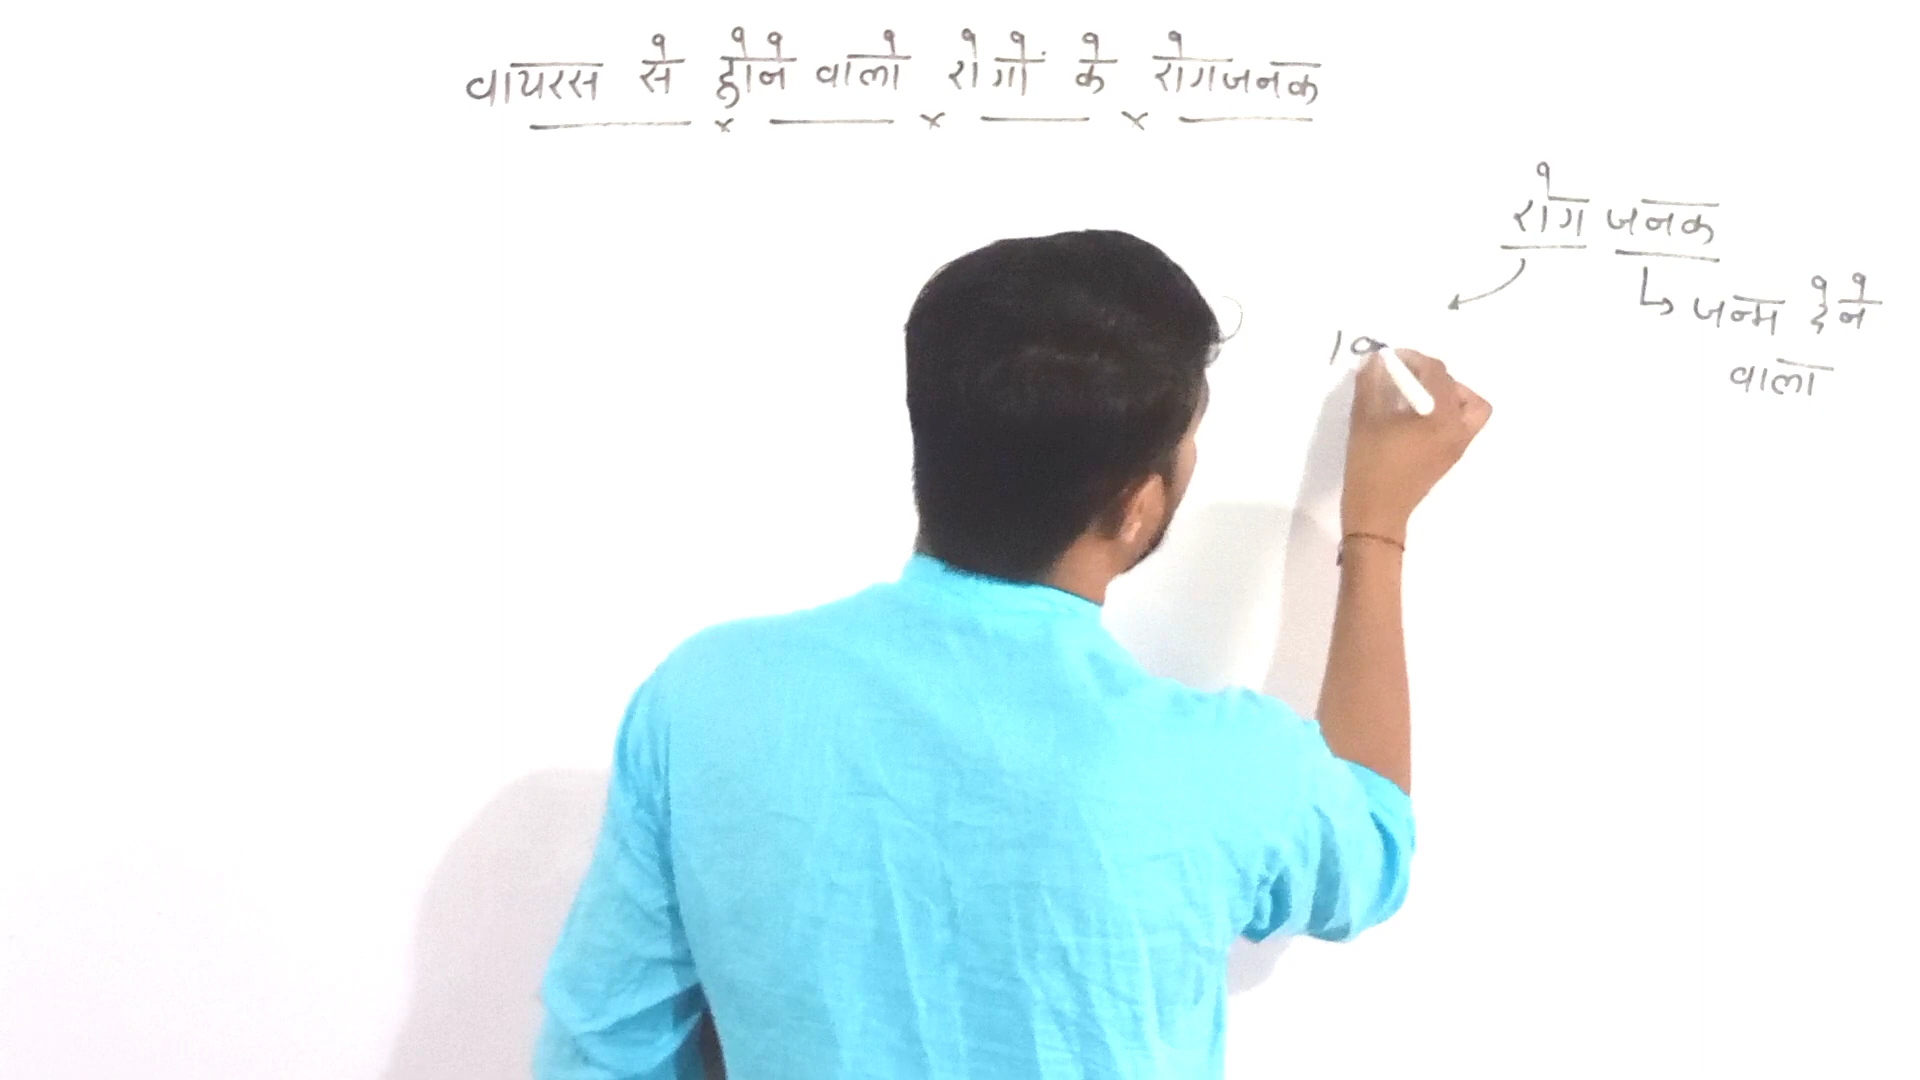 वायरस से होने वाले रोगों के रोगजनक
रोग जनक
जन्म देने
वाला